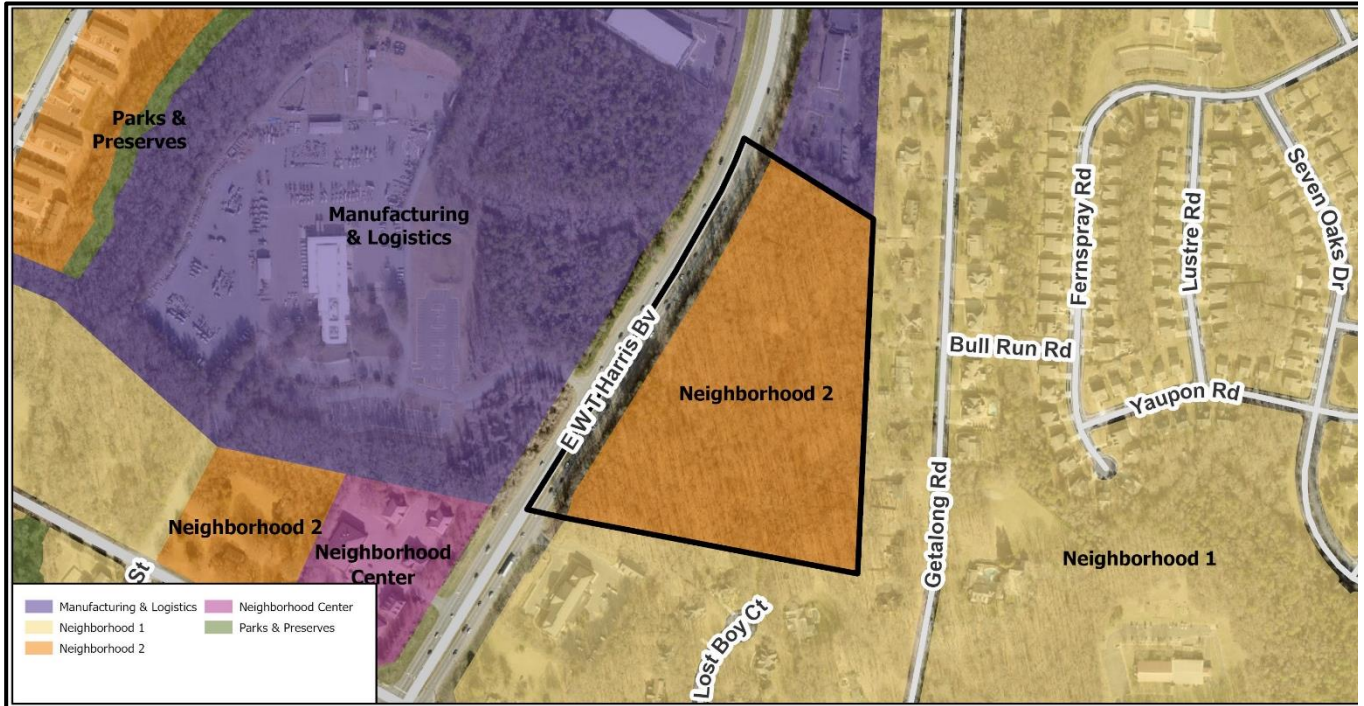 Parks &
Preserves
Manufacturing
& Logistics
E W T Harris Bv
Neighborhood 2
Neighborhood 2
Neighborhood
Center
St
Lost Boy Ct
Getalong Rd
Bull Run Rd
Fernspray Rd
Lustre Rd
Seven Oaks Dr
Yaupon Rd
Neighborhood 1
Manufacturing & Logistics
Neighborhood 1
Neighborhood 2
Neighborhood Center
Parks & Preserves